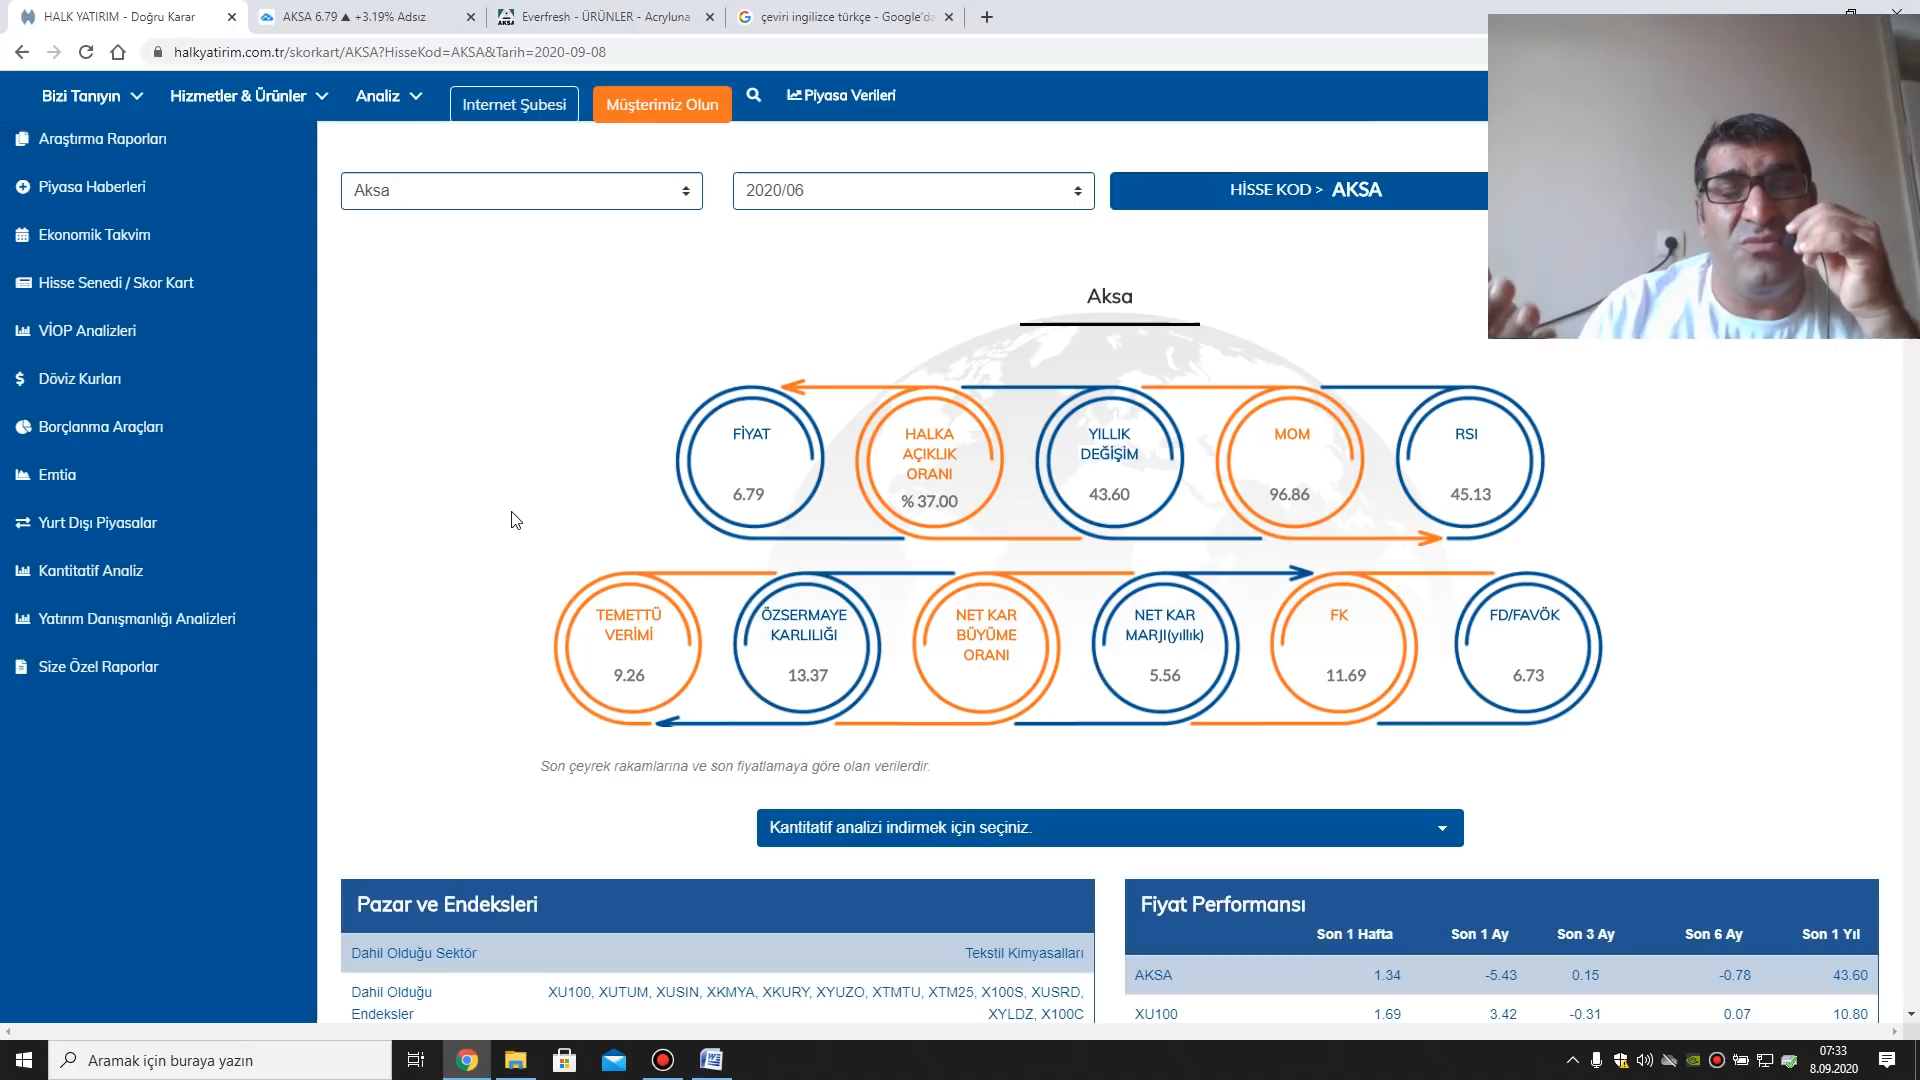 HALK YATIRIM - Doğru Karar
AKSA 6.79 ▲ +3.19% Adsız
Everfresh - ÜRÜNLER - Acryluna
çeviri ingilizce türkçe - Google'da
halkyatirim.com.tr/skorkart/AKSA?HisseKod=AKSA&Tarih=2020-09-08
Bizi Tanıyın
Hizmetler & Ürünler
Analiz
Internet Şubesi
Müşterimiz Olun
Piyasa Verileri
Araştırma Raporları
Piyasa Haberleri
Ekonomik Takvim
Hisse Senedi / Skor Kart
VİOP Analizleri
Döviz Kurları
Borçlanma Araçları
Emtia
Yurt Dışı Piyasalar
Kantitatif Analiz
Yatırım Danışmanlığı Analizleri
Size Özel Raporlar
Aksa
2020/06
HİSSE KOD > AKSA
Aksa
FİYAT
6.79
HALKA
AÇIKLIK
ORANI
% 37.00
YILLIK
DEĞİŞİM
43.60
MOM
96.86
RSI
45.13
TEMETTÜ
VERİMİ
9.26
ÖZSERMAYE
KARLILIĞI
13.37
NET KAR
BÜYÜME
ORANI
NET KAR
MARJI(yıllık)
5.56
FK
11.69
FD/FAVÖK
6.73
Son çeyrek rakamlarına ve son fiyatlamaya göre olan verilerdir.
Kantitatif analizi indirmek için seçiniz.
Pazar ve Endeksleri
Dahil Olduğu Sektör Tekstil Kimyasalları
Dahil Olduğu XU100, XUTUM, XUSIN, XKMYA, XKURY, XYUZO, XTMTU, XTM25, X100S, XUSRD,
Endeksler XYLDZ, X100C
Fiyat Performansı
Son 1 Hafta Son 1 Ay Son 3 Ay Son 6 Ay Son 1 Yıl
AKSA 1.34 -5.43 0.15 -0.78 43.60
XU100 1.69 3.42 -0.31 0.07 10.80
Aramak için buraya yazın
07:33
8.09.2020